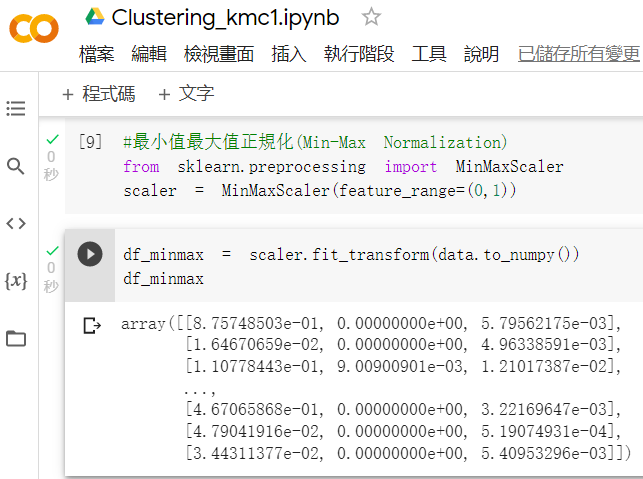 Clustering_kmc1.ipynb
檔案 編輯 檢視畫面 插入 執行階段 工具 說明 已儲存所有變更
+ 程式碼 + 文字
[9] #最小值最大值正規化(Min-Max Normalization)
0 from sklearn.preprocessing import MinMaxScaler
秒 scaler = MinMaxScaler(feature_range=(0,1))
0 df_minmax = scaler.fit_transform(data.to_numpy())
秒 df_minmax
{x}
array([[8.75748503e-01, 0.00000000e+00, 5.79562175e-03],
[1.64670659e-02, 0.00000000e+00, 4.96338591e-03],
[1.10778443e-01, 9.00900901e-03, 1.21017387e-02],
...,
[4.67065868e-01, 0.00000000e+00, 3.22169647e-03],
[4.79041916e-02, 0.00000000e+00, 5.19074931e-04],
[3.44311377e-02, 0.00000000e+00, 5.40953296e-03]])